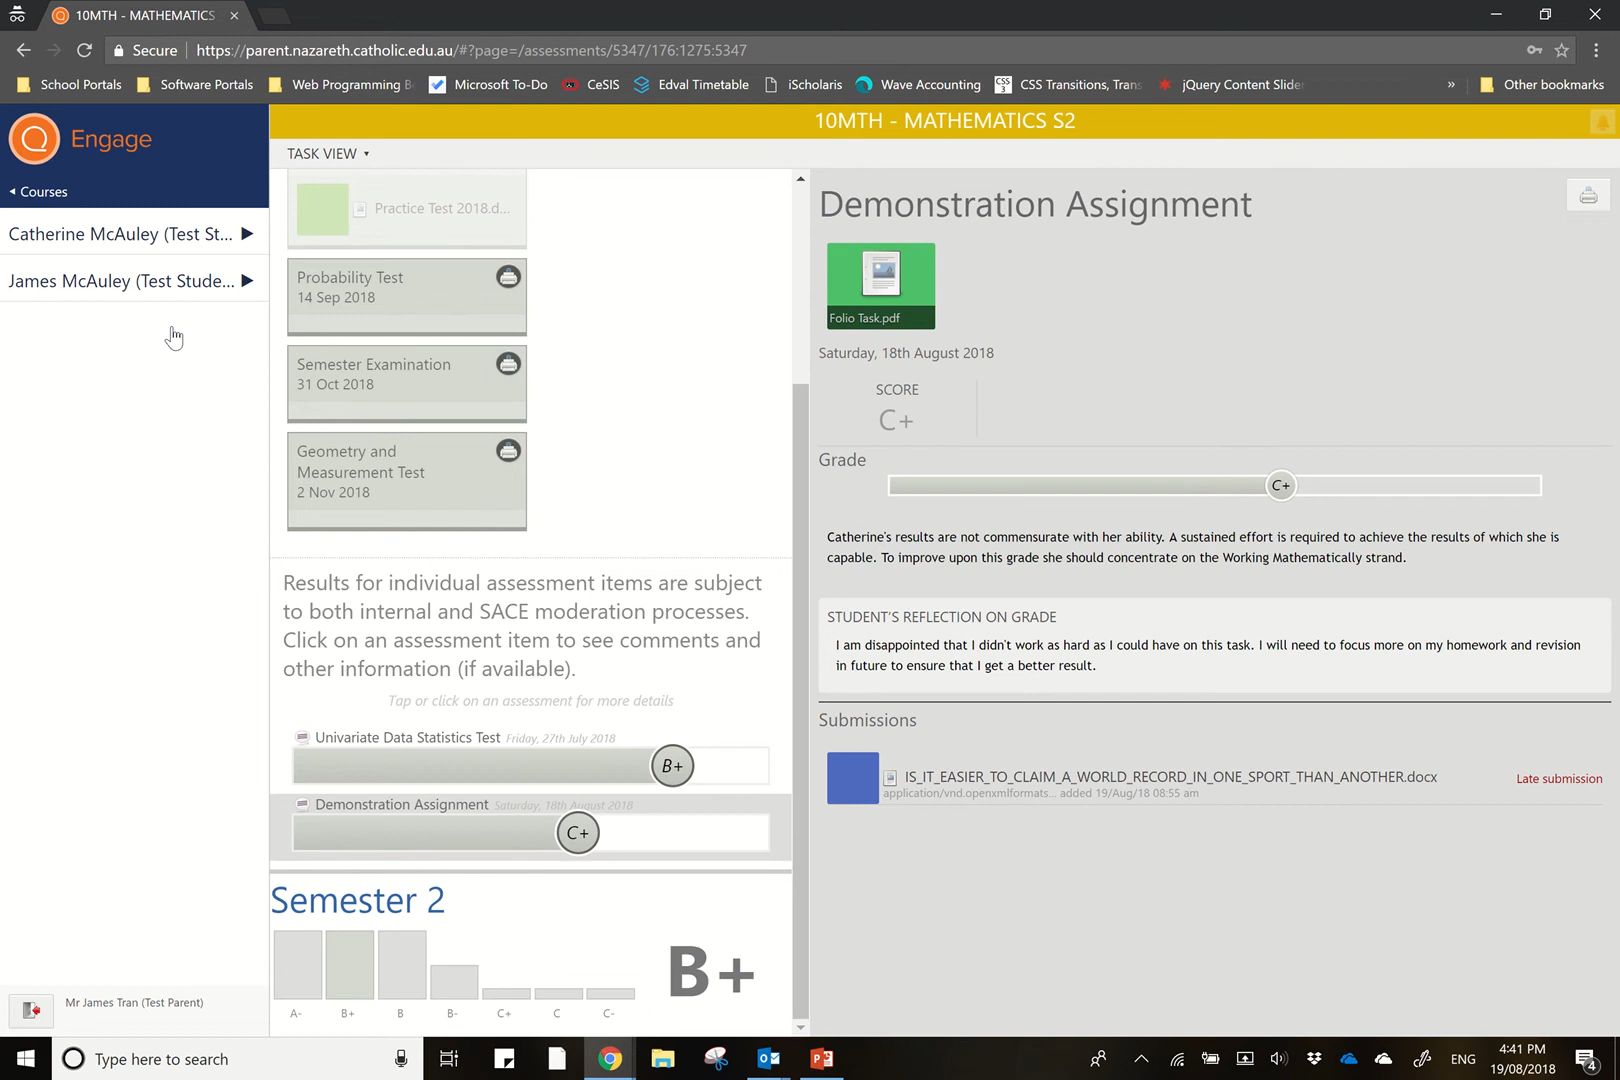 10MTH - MATHEMATICS
Secure
https://parent.nazareth.catholic.edu.au/#?page=/assessments/5347/176:1275:5347
School Portals
Software Portals
Web Programming B
Microsoft To-Do
CeSIS
Edval Timetable
iScholaris
Wave Accounting
CSS 3
CSS Transitions, Trans
jQuery Content Slider
»
Other bookmarks
Engage
Courses
Catherine McAuley (Test St...
James McAuley (Test Stude...
Mr James Tran (Test Parent)
10MTH - MATHEMATICS S2
TASK VIEW
Practice Test 2018.d...
Probability Test
14 Sep 2018
Semester Examination
31 Oct 2018
Geometry and
Measurement Test
2 Nov 2018
Results for individual assessment items are subject
to both internal and SACE moderation processes.
Click on an assessment item to see comments and
other information (if available).
Tap or click on an assessment for more details
Univariate Data Statistics Test Friday, 27th July 2018
B+
Demonstration Assignment Saturday, 18th August 2018
C+
Semester 2
A- B+ B B- C+ C C-
B+
Demonstration Assignment
Folio Task.pdf
Saturday, 18th August 2018
SCORE
C+
Grade
C+
Catherine's results are not commensurate with her ability. A sustained effort is required to achieve the results of which she is
capable. To improve upon this grade she should concentrate on the Working Mathematically strand.
STUDENT'S REFLECTION ON GRADE
I am disappointed that I didn't work as hard as I could have on this task. I will need to focus more on my homework and revision
in future to ensure that I get a better result.
Submissions
IS_IT_EASIER_TO_CLAIM_A_WORLD_RECORD_IN_ONE_SPORT_THAN_ANOTHER.docx
application/vnd.openxmlformats... added 19/Aug/18 08:55 am
Late submission
Type here to search
ENG
4:41 PM
19/08/2018
4